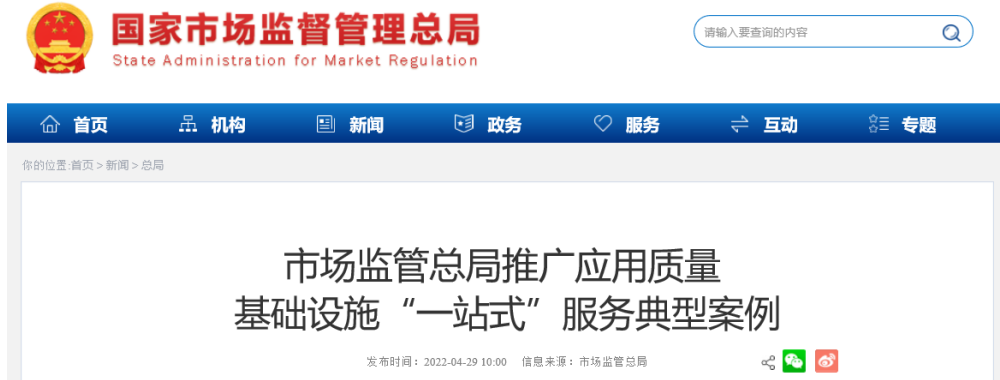 国家市场监督管理总局
State Administration for Market Regulation
请输入要查询的内容
首页 机构 新闻 政务 服务 互动 专题
你的位置:首页 > 新闻 > 总局
市场监管总局推广应用质量
基础设施“一站式”服务典型案例
发布时间：2022-04-29 10:00 信息来源：市场监管总局